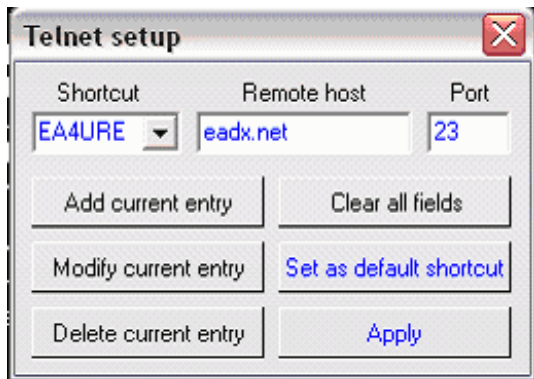 Telnet setup
Shortcut Remote host Port
EA4URE eadx.net 23
Add current entry Clear all fields
Modify current entry Set as default shortcut
Delete current entry Apply